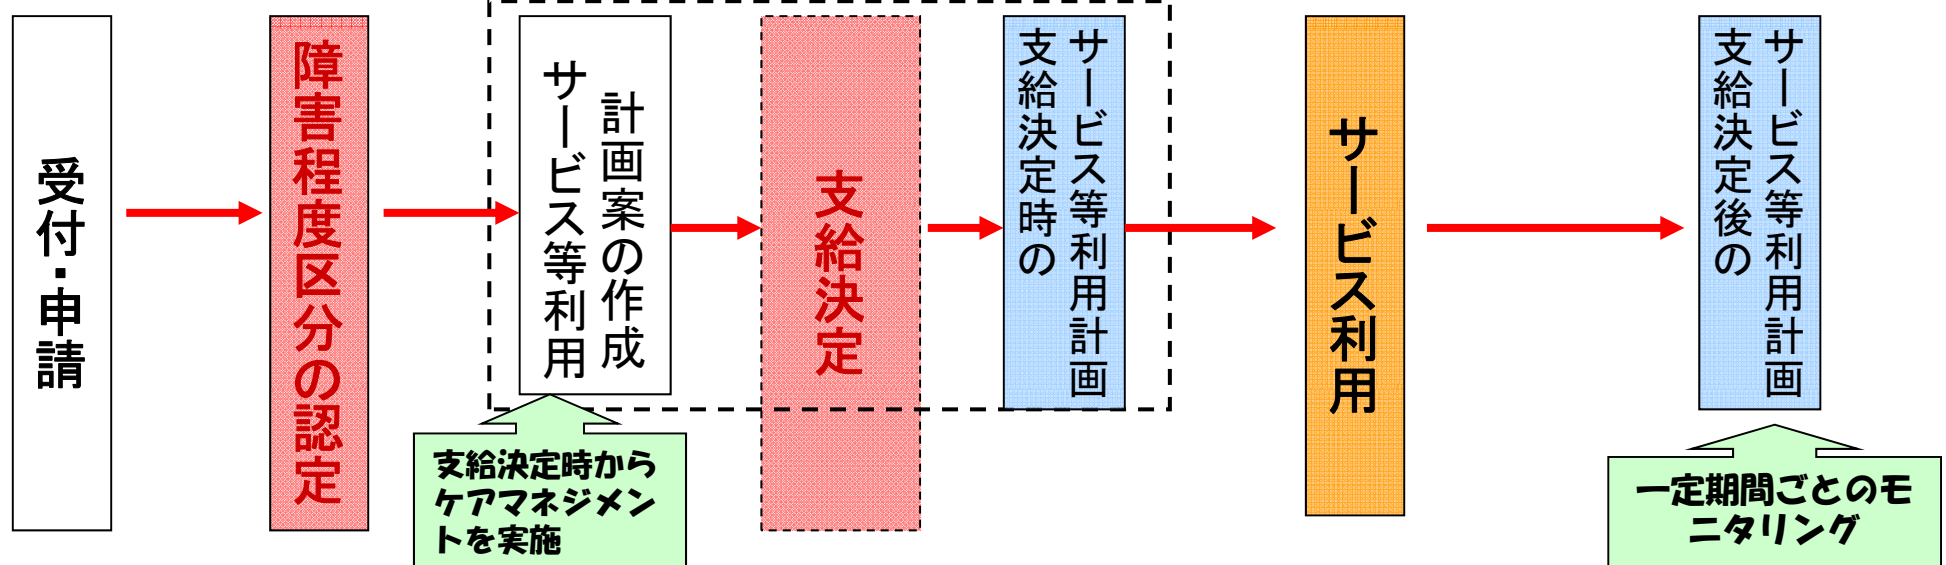 受付・申請
障害程度区分の認定
サービス等利用
計画案の作成
支給決定
支給決定時の
サービス等利用計画
サービス利用
支給決定後の
サービス等利用計画
支給決定時から
ケアマネジメン
トを実施
一定期間ごとのモ
ニタリング